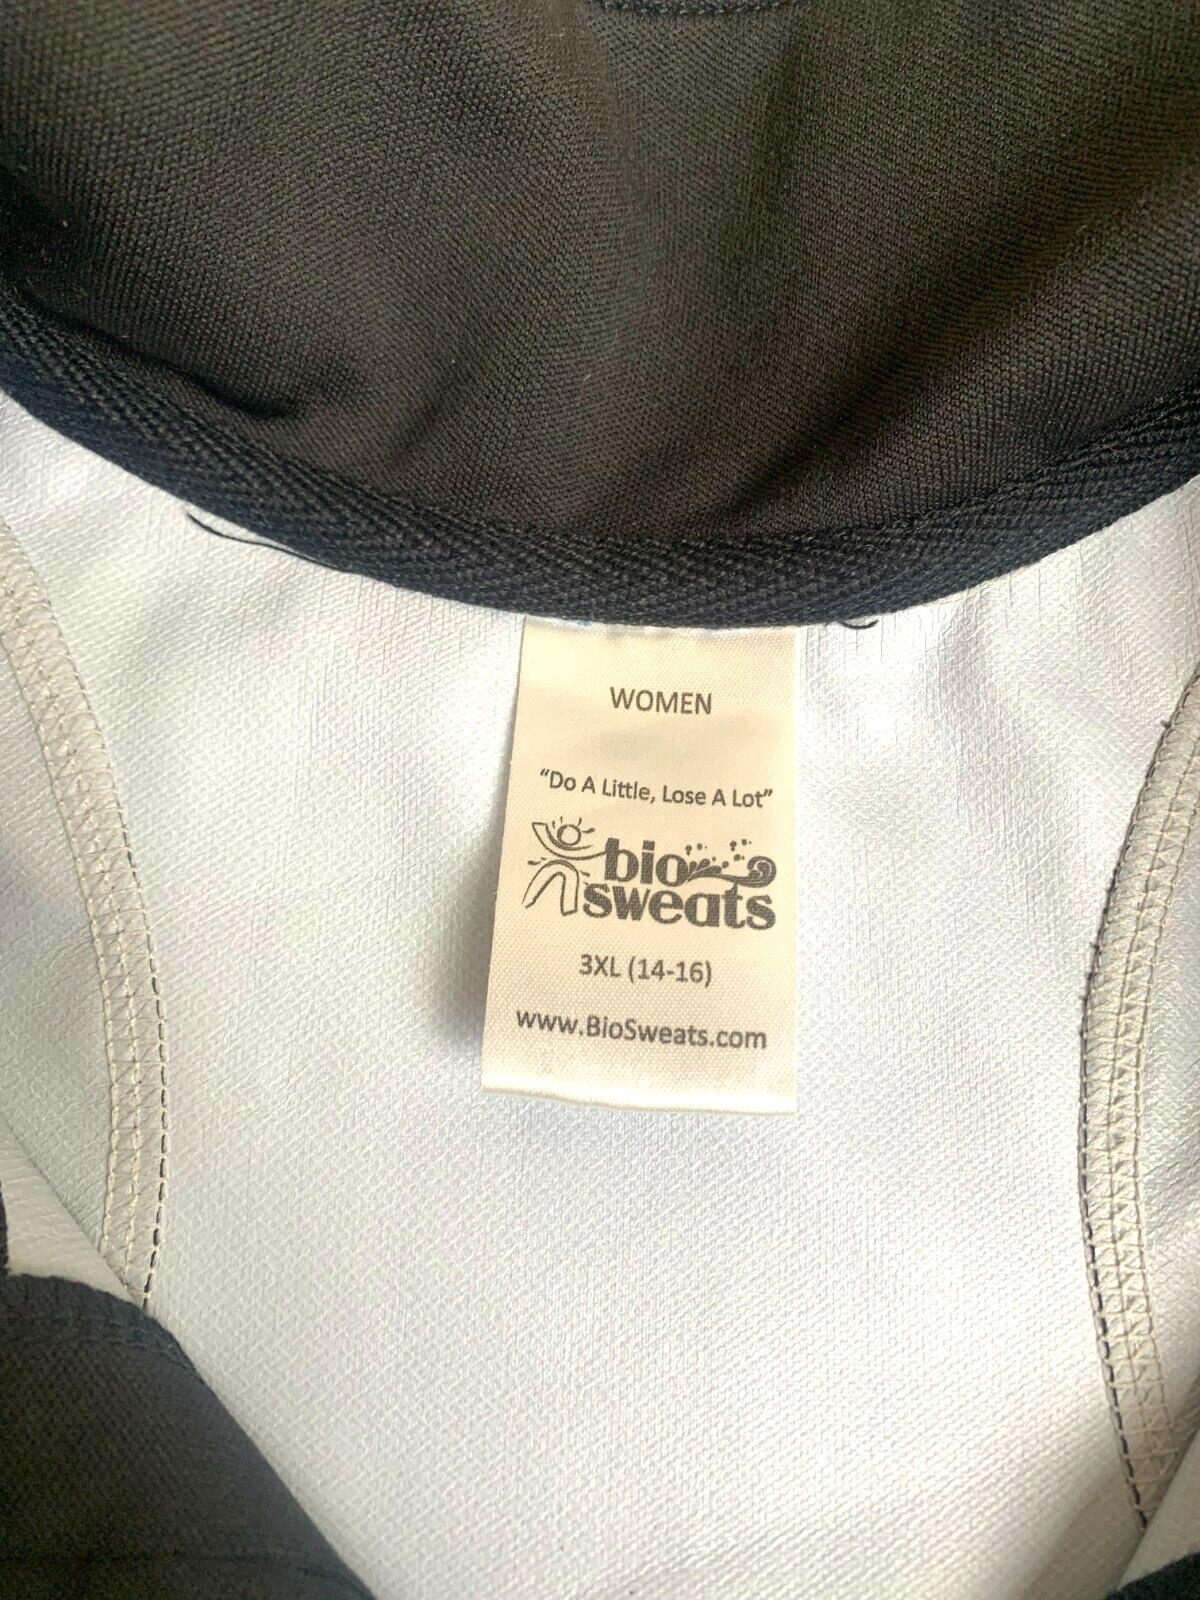 WOMEN
"Do A Little, Lose A Lot"
bio
sweats
3XL (14-16)
www.BioSweats.com